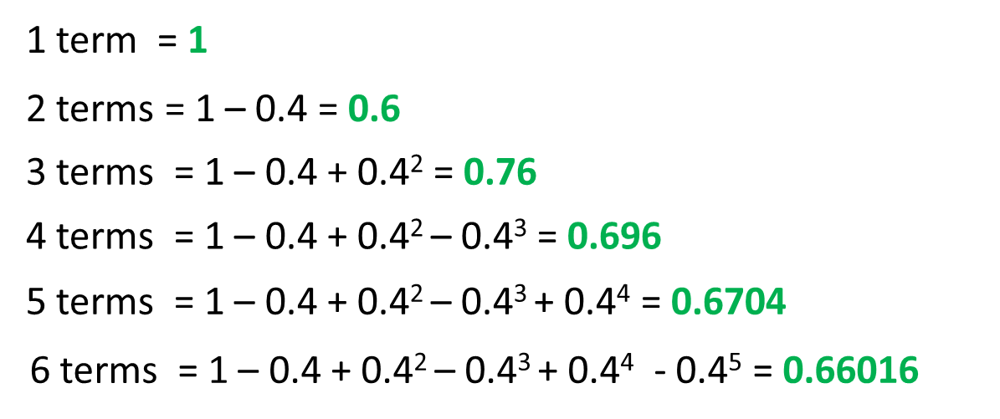 1 term = 1
2 terms = 1 – 0.4 = 0.6
3 terms = 1 – 0.4 + 0.4² = 0.76
4 terms = 1 – 0.4 + 0.4² – 0.4³ = 0.696
5 terms = 1 – 0.4 + 0.4² – 0.4³ + 0.4⁴ = 0.6704
6 terms = 1 – 0.4 + 0.4² – 0.4³ + 0.4⁴ - 0.4⁵ = 0.66016